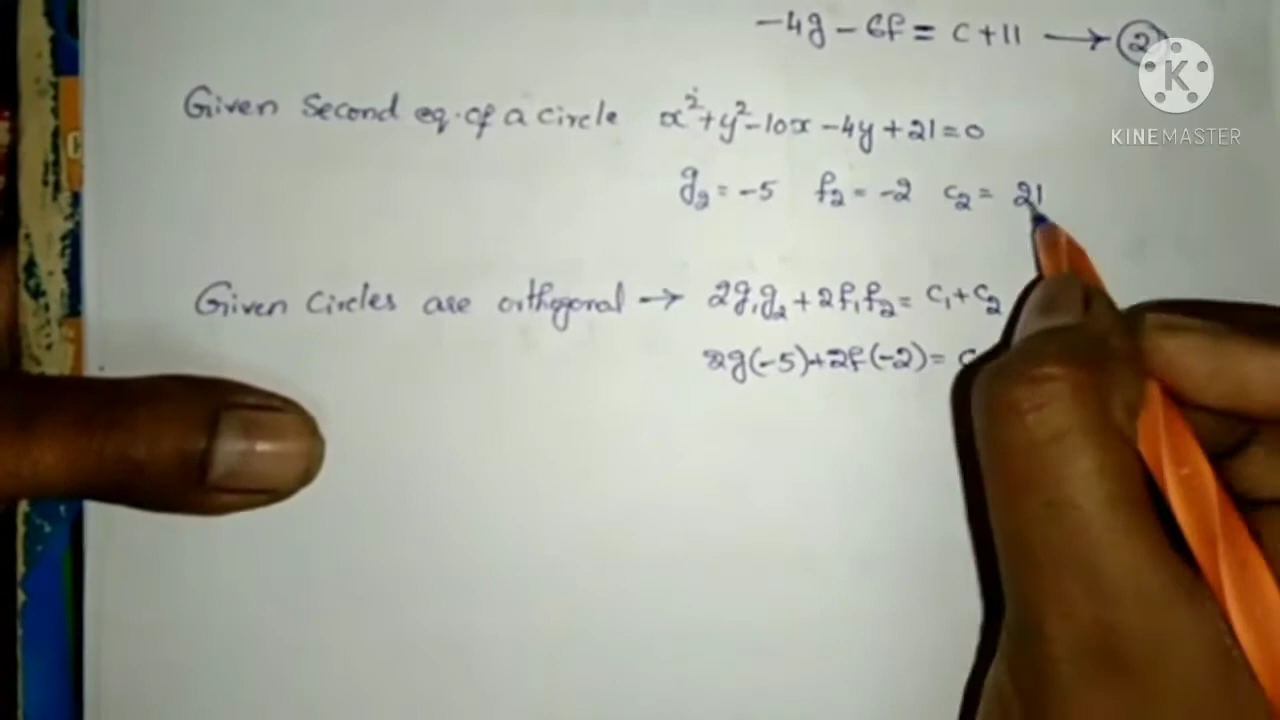 -4g - 6f = c + 11 → ②
K
KINEMASTER
Given Second eq. of a circle x²+y²-10x-4y+21=0
g₂ = -5 f₂ = -2 c₂ = 21
Given Circles are orthogonal → 2g₁g₂+2f₁f₂= c₁+c₂
2g(-5)+2f(-2)= c